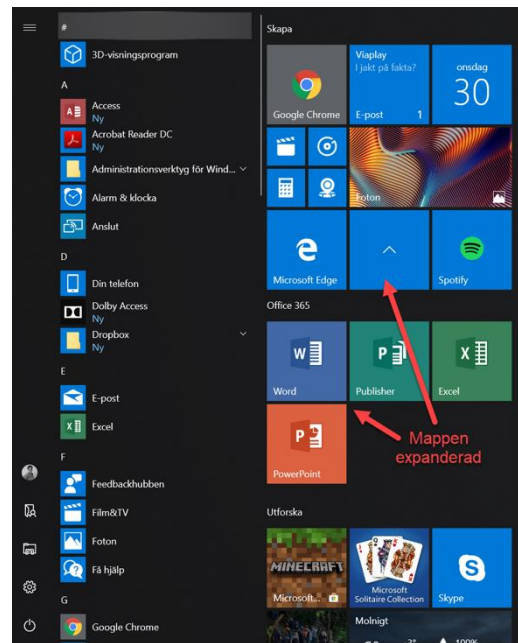 #
3D-visningsprogram
A
Access
Ny
Acrobat Reader DC
Ny
Administrationsverktyg för Wind...
Alarm & klocka
Anslut
D
Din telefon
Dolby Access
Ny
Dropbox
Ny
E
E-post
Excel
F
Feedbackhubben
Film&TV
Foton
Få hjälp
G
Google Chrome
Skapa
Google Chrome
Viaplay
I jakt på fakta?
E-post 1
onsdag
30
Foton
Microsoft Edge
Spotify
Office 365
Word
Publisher
Excel
PowerPoint
Mappen
expanderad
Utforska
MINECRAFT
Microsoft...
Microsoft
Solitaire Collection
Skype
Molnigt